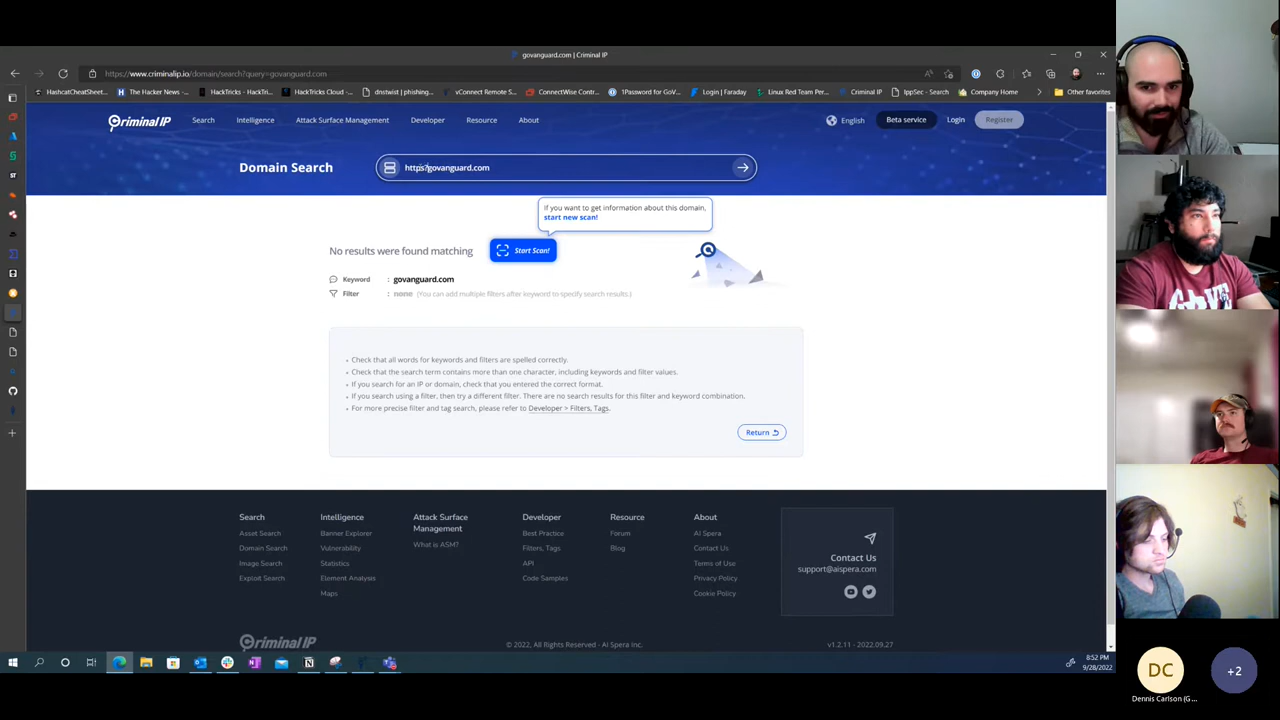 govanguard.com | Criminal IP
https://www.criminalip.io/domain/search?query=govanguard.com
HashcatCheatSheet...
The Hacker News -...
HackTricks - HackTri...
HackTricks Cloud -...
dnstwist | phishing...
vConnect Remote S...
ConnectWise Contr...
1Password for GoV...
Login | Faraday
Linux Red Team Per...
Criminal IP
IppSec - Search
Company Home
Other favorites
Criminal IP
Search
Intelligence
Attack Surface Management
Developer
Resource
About
English
Beta service
Login
Register
Domain Search
https?govanguard.com
If you want to get information about this domain,
start new scan!
No results were found matching
Start Scan!
Keyword : govanguard.com
Filter : none (You can add multiple filters after keyword to specify search results.)
• Check that all words for keywords and filters are spelled correctly.
• Check that the search term contains more than one character, including keywords and filter values.
• If you search for an IP or domain, check that you entered the correct format.
• If you search using a filter, then try a different filter. There are no search results for this filter and keyword combination.
• For more precise filter and tag search, please refer to Developer > Filters, Tags.
Return
Search
Asset Search
Domain Search
Image Search
Exploit Search
Intelligence
Banner Explorer
Vulnerability
Statistics
Element Analysis
Maps
Attack Surface
Management
What is ASM?
Developer
Best Practice
Filters, Tags
API
Code Samples
Resource
Forum
Blog
About
AI Spera
Contact Us
Terms of Use
Privacy Policy
Cookie Policy
Contact Us
support@aispera.com
Criminal IP
© 2022, All Rights Reserved - AI Spera Inc.
v1.2.11 - 2022.09.27
8:52 PM
9/28/2022
DC
Dennis Carlson (G...
+2